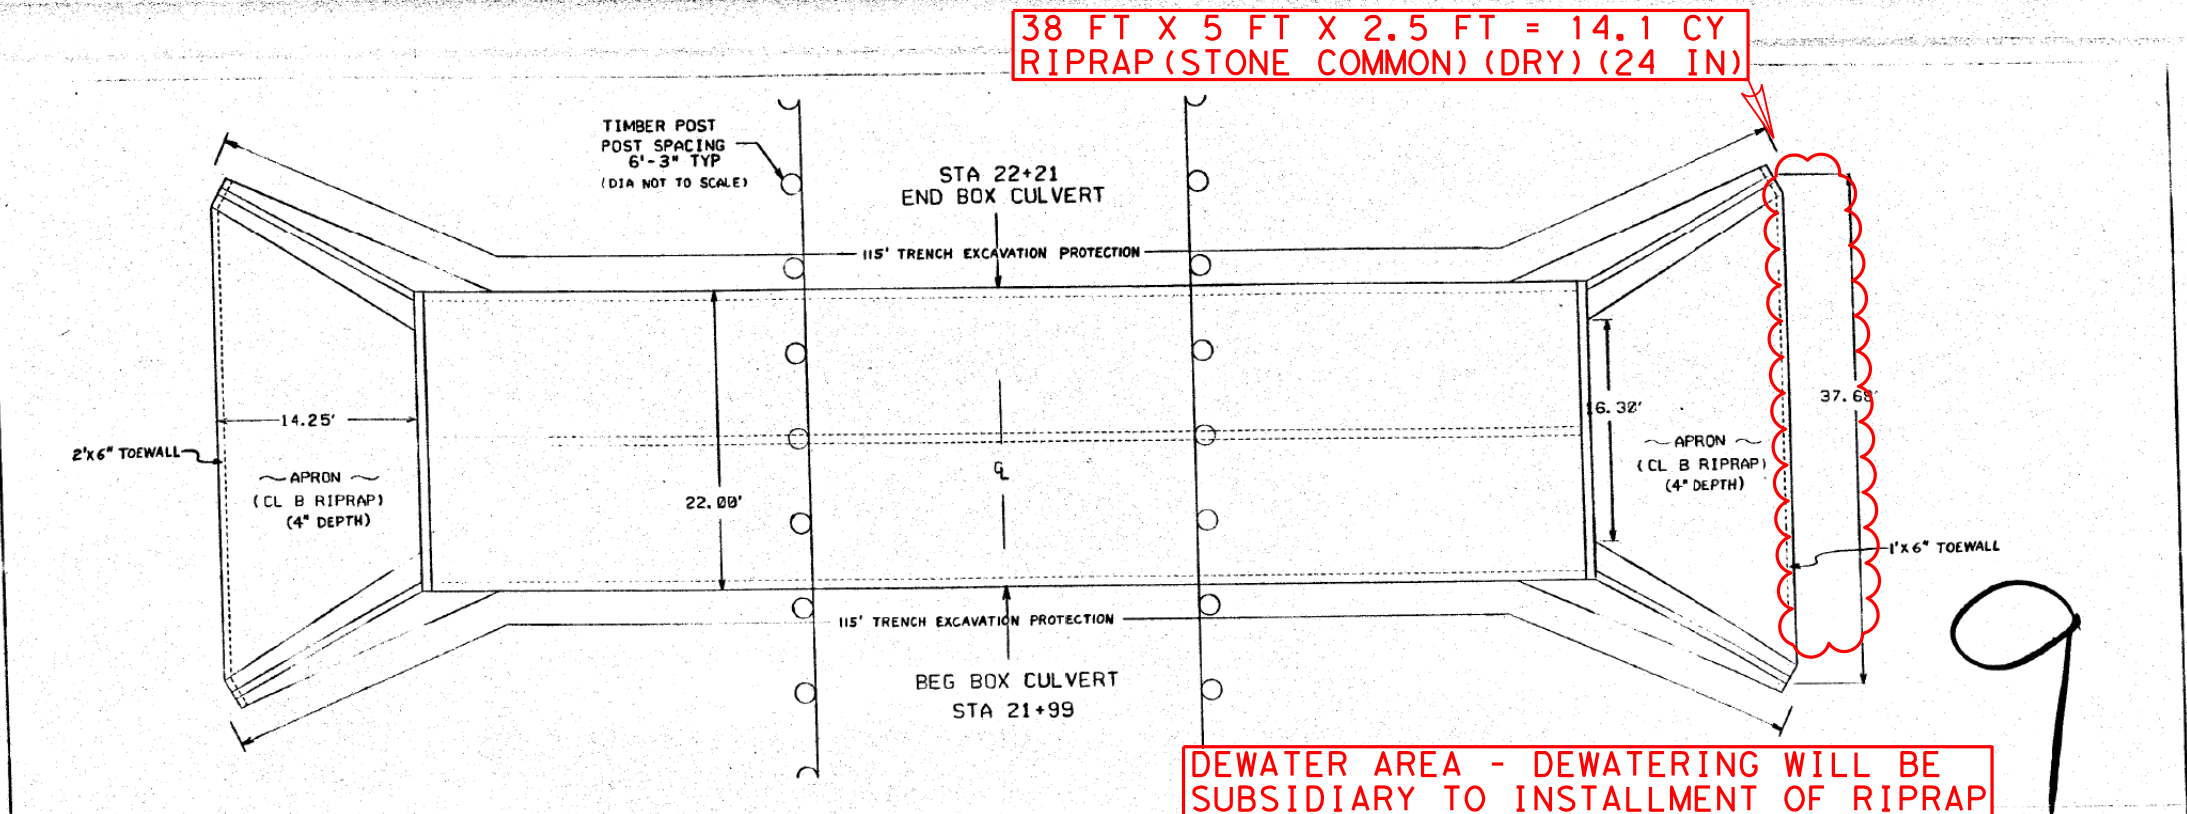 38 FT X 5 FT X 2.5 FT = 14.1 CY
RIPRAP(STONE COMMON)(DRY)(24 IN)
TIMBER POST
POST SPACING
6'-3" TYP
(DIA NOT TO SCALE)
STA 22+21
END BOX CULVERT
115' TRENCH EXCAVATION PROTECTION
14.25'
2'X6" TOEWALL
APRON
(CL B RIPRAP)
(4" DEPTH)
22.00'
CL
16.30'
37.68'
APRON
(CL B RIPRAP)
(4" DEPTH)
1'X6" TOEWALL
115' TRENCH EXCAVATION PROTECTION
BEG BOX CULVERT
STA 21+99
DEWATER AREA - DEWATERING WILL BE
SUBSIDIARY TO INSTALLMENT OF RIPRAP